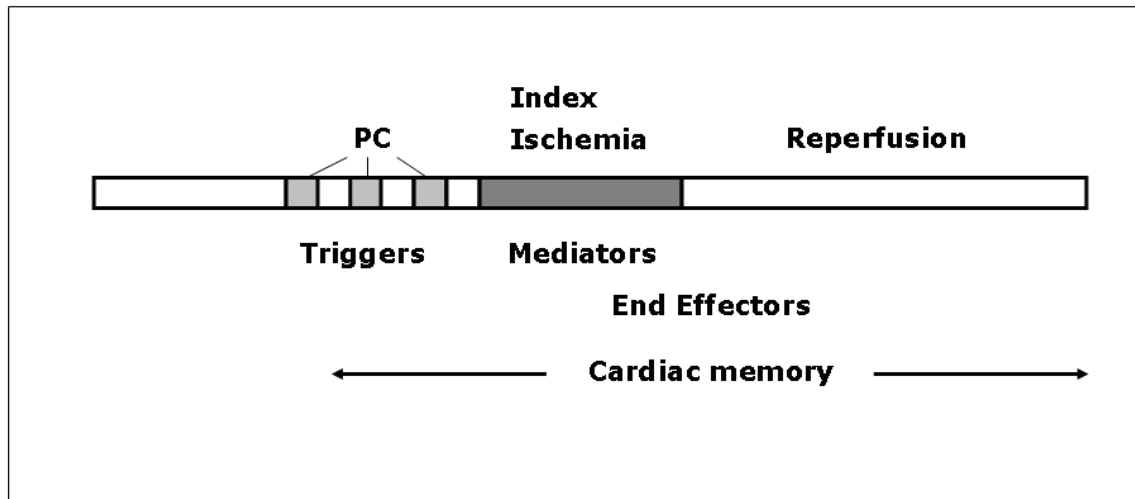 Index
Ischemia
PC
Reperfusion
Triggers
Mediators
End Effectors
Cardiac memory